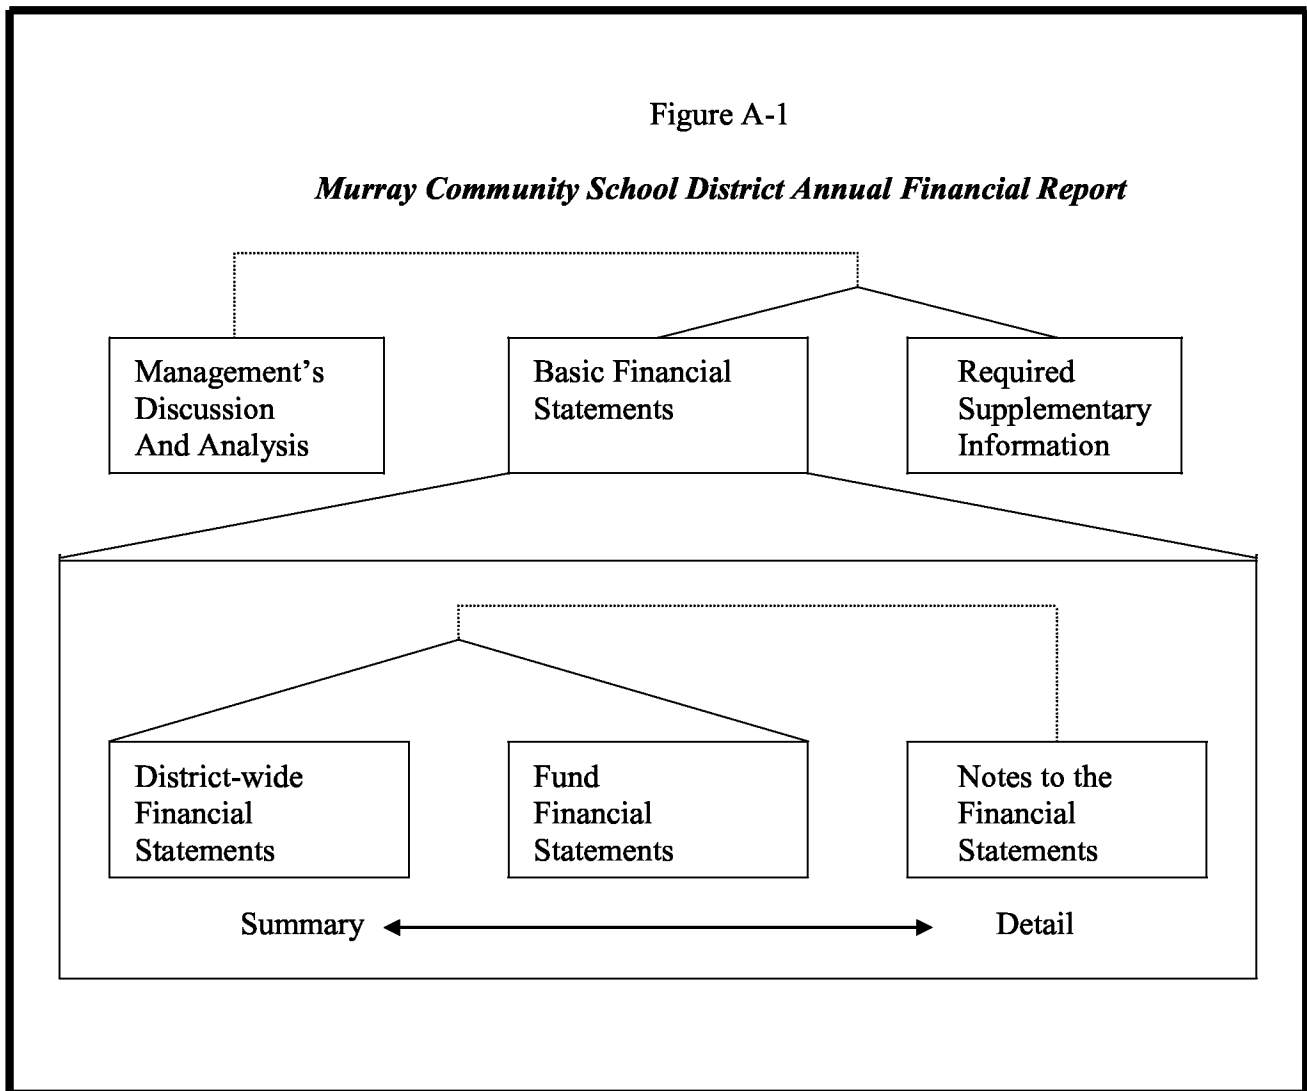 Figure A-1
Murray Community School District Annual Financial Report
Management’s
Discussion
And Analysis
Basic Financial
Statements
Required
Supplementary
Information
District-wide
Financial
Statements
Fund
Financial
Statements
Notes to the
Financial
Statements
Summary
Detail